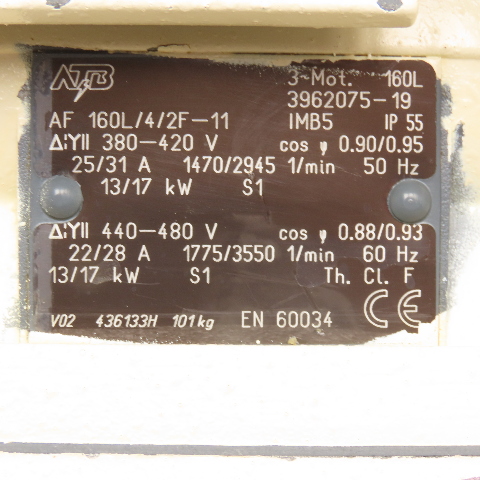 ATB 3-Mot. 160L
3962075-19
AF 160L/4/2F-11 IMB5 IP 55
Δ/YII 380-420 V cos φ 0.90/0.95
25/31 A 1470/2945 1/min 50 Hz
13/17 kW S1
Δ/YII 440-480 V cos φ 0.88/0.93
22/28 A 1775/3550 1/min 60 Hz
13/17 kW S1 Th. Cl. F
V02 436133H 101kg EN 60034 CE